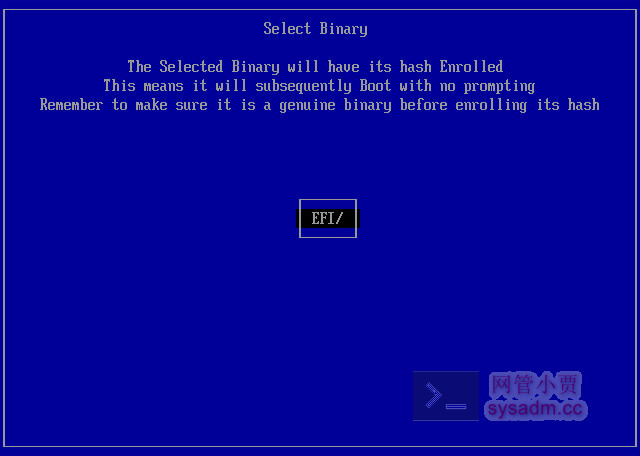 Select Binary
The Selected Binary will have its hash Enrolled
This means it will subsequently Boot with no prompting
Remember to make sure it is a genuine binary before enrolling its hash
EFI/
>_
网管小贾
sysadm.cc